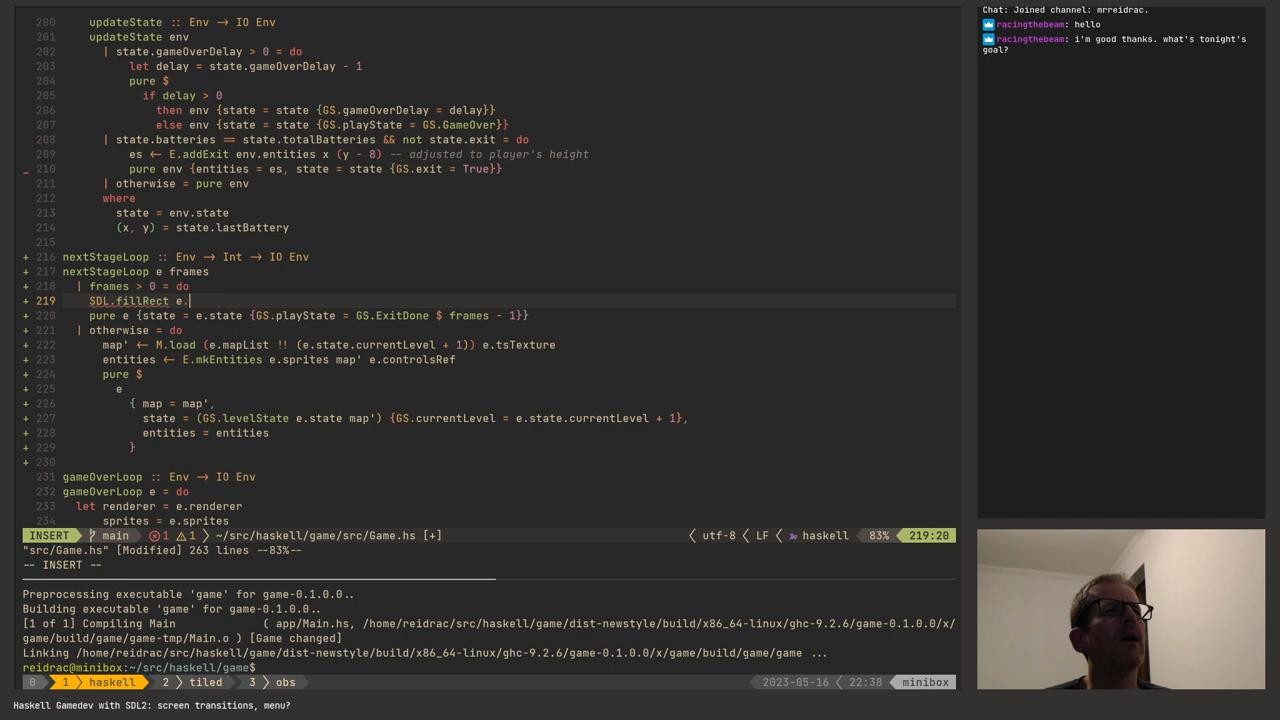 200 updateState :: Env → IO Env
201 updateState env
202 | state.gameOverDelay > 0 = do
203 let delay = state.gameOverDelay - 1
204 pure $
205 if delay > 0
206 then env {state = state {GS.gameOverDelay = delay}}
207 else env {state = state {GS.playState = GS.GameOver}}
208 | state.batteries == state.totalBatteries && not state.exit = do
209 es ← E.addExit env.entities x (y - 8) -- adjusted to player's height
_ 210 pure env {entities = es, state = state {GS.exit = True}}
211 | otherwise = pure env
212 where
213 state = env.state
214 (x, y) = state.lastBattery
215
+ 216 nextStageLoop :: Env → Int → IO Env
+ 217 nextStageLoop e frames
+ 218 | frames > 0 = do
+ 219 SDL.fillRect e.
+ 220 pure e {state = e.state {GS.playState = GS.ExitDone $ frames - 1}}
+ 221 | otherwise = do
+ 222 map' ← M.load (e.mapList !! (e.state.currentLevel + 1)) e.tsTexture
+ 223 entities ← E.mkEntities e.sprites map' e.controlsRef
+ 224 pure $
+ 225 e
+ 226 { map = map',
+ 227 state = (GS.levelState e.state map') {GS.currentLevel = e.state.currentLevel + 1},
+ 228 entities = entities
+ 229 }
+ 230
231 gameOverLoop :: Env → IO Env
232 gameOverLoop e = do
233 let renderer = e.renderer
234 sprites = e.sprites
INSERT main 1 1 ~/src/haskell/game/src/Game.hs [+] utf-8 LF haskell 83% 219:20
"src/Game.hs" [Modified] 263 lines --83%--
-- INSERT --
Preprocessing executable 'game' for game-0.1.0.0..
Building executable 'game' for game-0.1.0.0..
[1 of 1] Compiling Main ( app/Main.hs, /home/reidrac/src/haskell/game/dist-newstyle/build/x86_64-linux/ghc-9.2.6/game-0.1.0.0/x/
game/build/game/game-tmp/Main.o ) [Game changed]
Linking /home/reidrac/src/haskell/game/dist-newstyle/build/x86_64-linux/ghc-9.2.6/game-0.1.0.0/x/game/build/game/game ...
reidrac@minibox:~/src/haskell/game$
0 1 haskell 2 tiled 3 obs 2023-05-16 22:38 minibox
Haskell Gamedev with SDL2: screen transitions, menu?
Chat: Joined channel: mrreidrac.
racingthebeam: hello
racingthebeam: i'm good thanks. what's tonight's
goal?